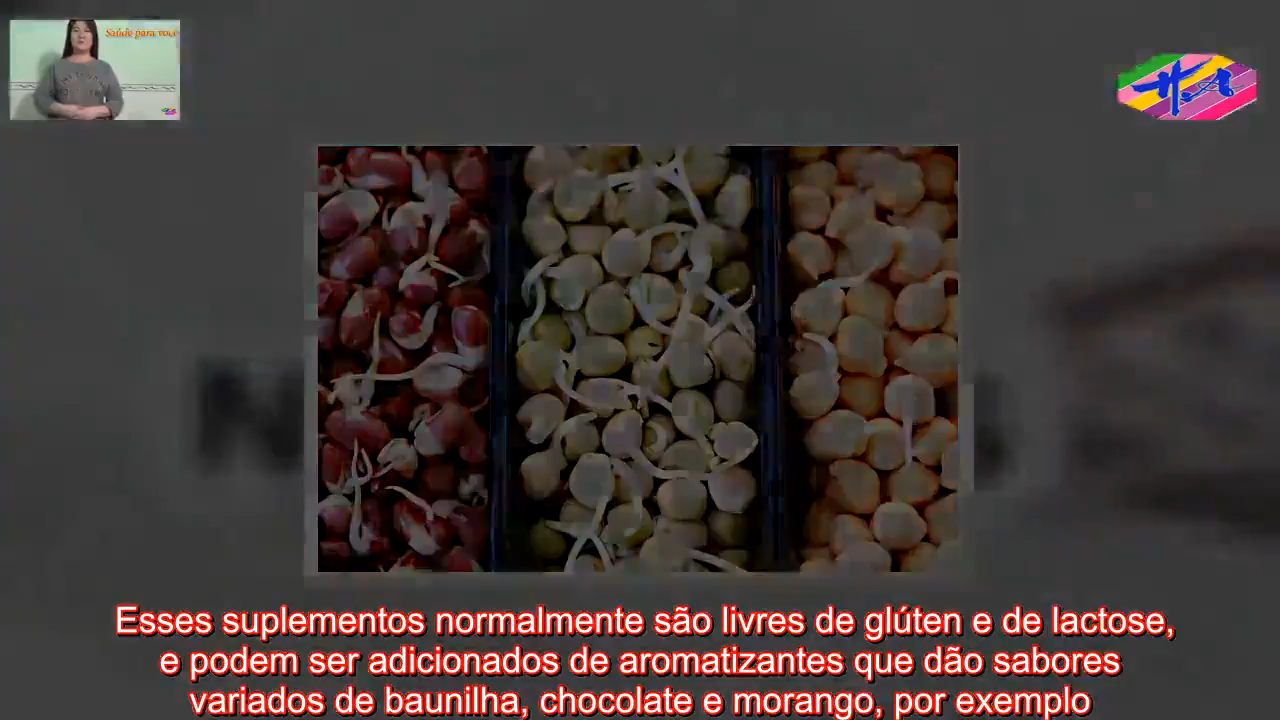 Saúde para você
H.A
Esses suplementos normalmente são livres de glúten e de lactose,
e podem ser adicionados de aromatizantes que dão sabores
variados de baunilha, chocolate e morango, por exemplo